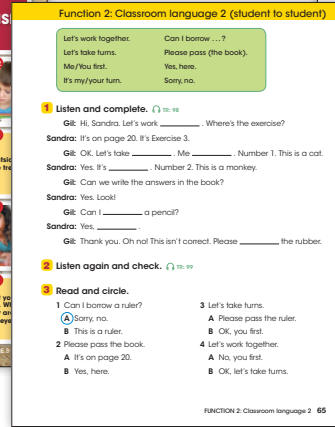 Function 2: Classroom language 2 (student to student)
Let's work together. Can I borrow ...?
Let's take turns. Please pass (the book).
Me/You first. Yes, here.
It's my/your turn. Sorry, no.
1 Listen and complete. TR: 98
Gil: Hi, Sandra. Let's work ________ . Where's the exercise?
Sandra: It's on page 20. It's Exercise 3.
Gil: OK. Let's take ________ . Me ________ . Number 1. This is a cat.
Sandra: Yes. It's ________ . Number 2. This is a monkey.
Gil: Can we write the answers in the book?
Sandra: Yes. Look!
Gil: Can I ________ a pencil?
Sandra: Yes, ________ .
Gil: Thank you. Oh no! This isn't correct. Please ________ the rubber.
2 Listen again and check. TR: 99
3 Read and circle.
1 Can I borrow a ruler?
A Sorry, no.
B This is a ruler.
2 Please pass the book.
A It's on page 20.
B Yes, here.
3 Let's take turns.
A Please pass the ruler.
B OK, you first.
4 Let's work together.
A No, you first.
B OK, let's take turns.
FUNCTION 2: Classroom language 2 65